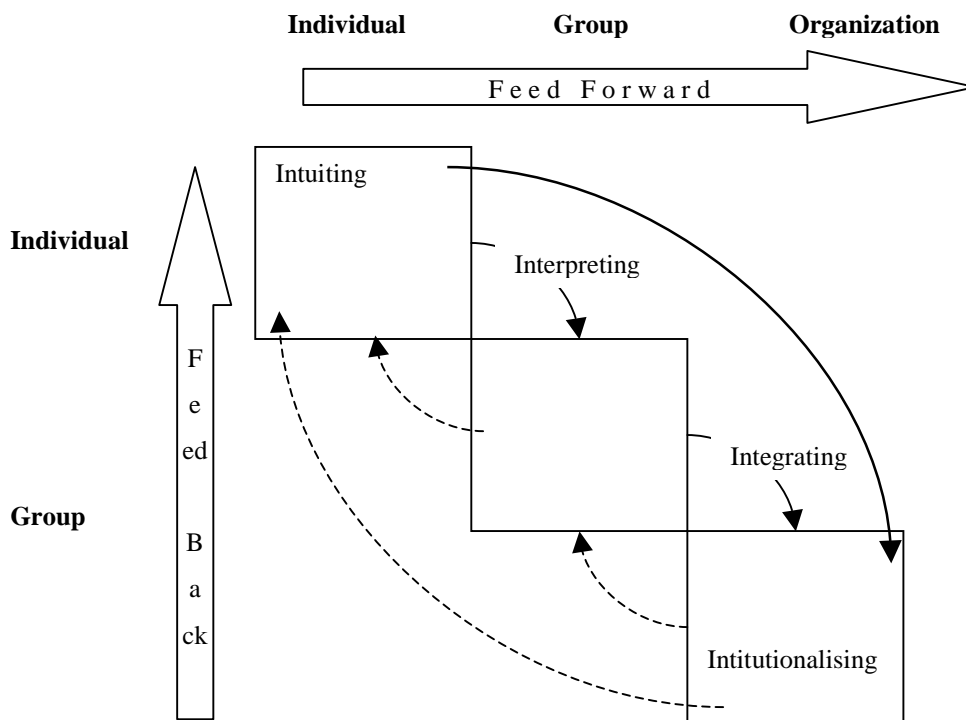 Individual Group Organization
Feed Forward
Intuiting
Individual
Interpreting
F
e
ed
Integrating
Group
B
a
ck
Intitutionalising